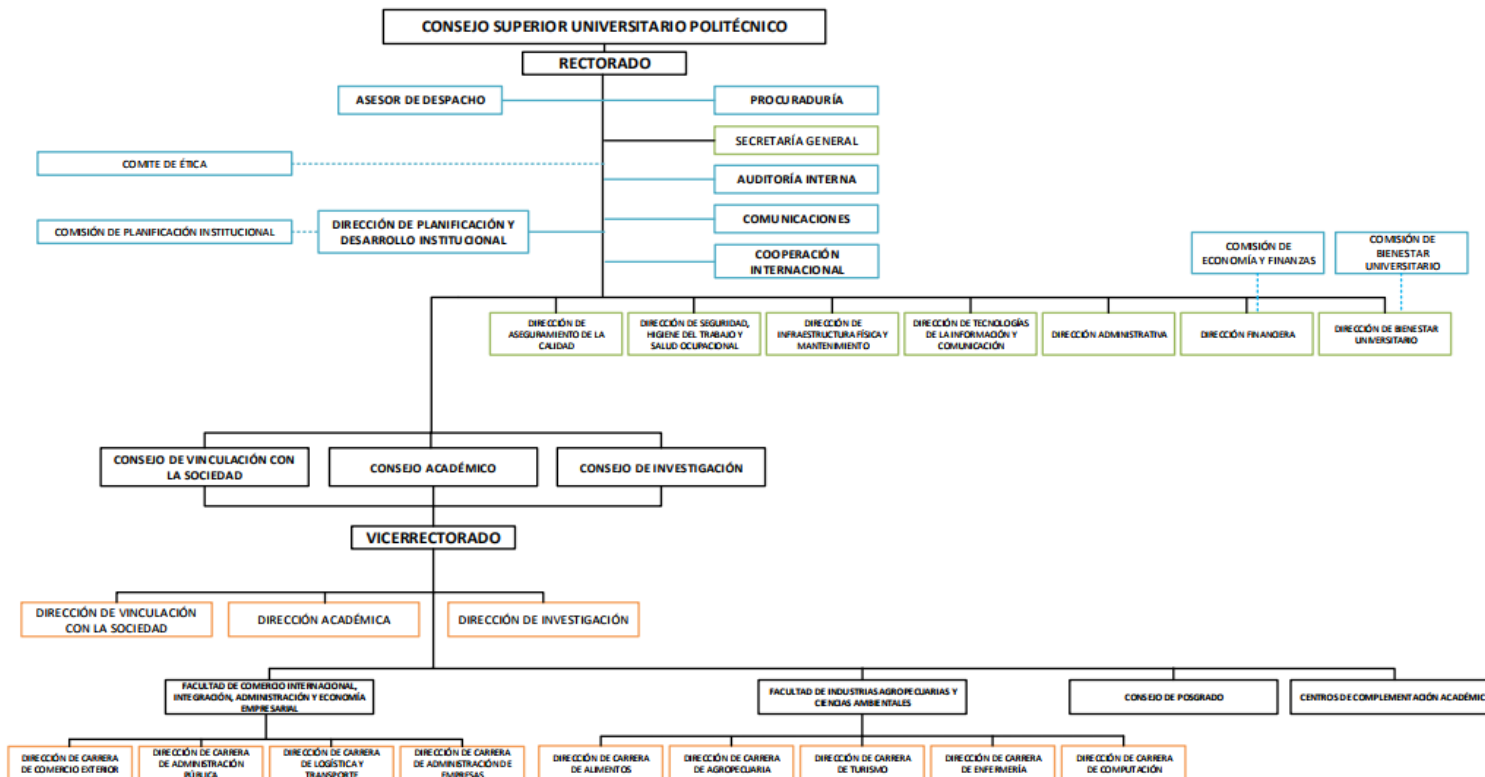 CONSEJO SUPERIOR UNIVERSITARIO POLITÉCNICO
RECTORADO
ASESOR DE DESPACHO
PROCURADURÍA
SECRETARÍA GENERAL
COMITE DE ÉTICA
AUDITORÍA INTERNA
COMISIÓN DE PLANIFICACIÓN INSTITUCIONAL
DIRECCIÓN DE PLANIFICACIÓN Y
DESARROLLO INSTITUCIONAL
COMUNICACIONES
COOPERACIÓN
INTERNACIONAL
COMISIÓN DE
ECONOMÍA Y FINANZAS
COMISIÓN DE
BIENESTAR
UNIVERSITARIO
DIRECCIÓN DE
ASEGURAMIENTO DE LA
CALIDAD
DIRECCIÓN DE SEGURIDAD,
HIGIENE DEL TRABAJO Y
SALUD OCUPACIONAL
DIRECCIÓN DE
INFRAESTRUCTURA FÍSICA Y
MANTENIMIENTO
DIRECCIÓN DE TECNOLOGÍAS
DE LA INFORMACIÓN Y
COMUNICACIÓN
DIRECCIÓN ADMINISTRATIVA
DIRECCIÓN FINANCIERA
DIRECCIÓN DE BIENESTAR
UNIVERSITARIO
CONSEJO DE VINCULACIÓN CON
LA SOCIEDAD
CONSEJO ACADÉMICO
CONSEJO DE INVESTIGACIÓN
VICERRECTORADO
DIRECCIÓN DE VINCULACIÓN
CON LA SOCIEDAD
DIRECCIÓN ACADÉMICA
DIRECCIÓN DE INVESTIGACIÓN
FACULTAD DE COMERCIO INTERNACIONAL,
INTEGRACIÓN, ADMINISTRACIÓN Y ECONOMÍA
EMPRESARIAL
FACULTAD DE INDUSTRIAS AGROPECUARIAS Y
CIENCIAS AMBIENTALES
CONSEJO DE POSGRADO
CENTROS DE COMPLEMENTACIÓN ACADÉMIC
DIRECCIÓN DE CARRERA
DE COMERCIO EXTERIOR
DIRECCIÓN DE CARRERA
DE ADMINISTRACIÓN
PÚBLICA
DIRECCIÓN DE CARRERA
DE LOGÍSTICA Y
TRANSPORTE
DIRECCIÓN DE CARRERA
DE ADMINISTRACIÓN DE
EMPRESAS
DIRECCIÓN DE CARRERA
DE ALIMENTOS
DIRECCIÓN DE CARRERA
DE AGROPECUARIA
DIRECCIÓN DE CARRERA
DE TURISMO
DIRECCIÓN DE CARRERA
DE ENFERMERÍA
DIRECCIÓN DE CARRERA
DE COMPUTACIÓN